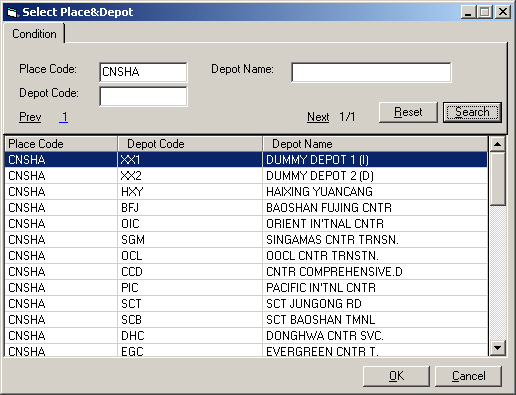 Select Place&Depot
Condition
Place Code: CNSHA Depot Name:
Depot Code:
Prev 1 Next 1/1 Reset Search
Place Code Depot Code Depot Name
CNSHA XX1 DUMMY DEPOT 1 (I)
CNSHA XX2 DUMMY DEPOT 2 (D)
CNSHA HXY HAIXING YUANCANG
CNSHA BFJ BAOSHAN FUJING CNTR
CNSHA OIC ORIENT IN'TNAL CNTR
CNSHA SGM SINGAMAS CNTR TRNSN.
CNSHA OCL OOCL CNTR TRNSTN.
CNSHA CCD CNTR COMPREHENSIVE.D
CNSHA PIC PACIFIC IN'TNL CNTR
CNSHA SCT SCT JUNGONG RD
CNSHA SCB SCT BAOSHAN TMNL
CNSHA DHC DONGHWA CNTR SVC.
CNSHA EGC EVERGREEN CNTR T.
OK Cancel